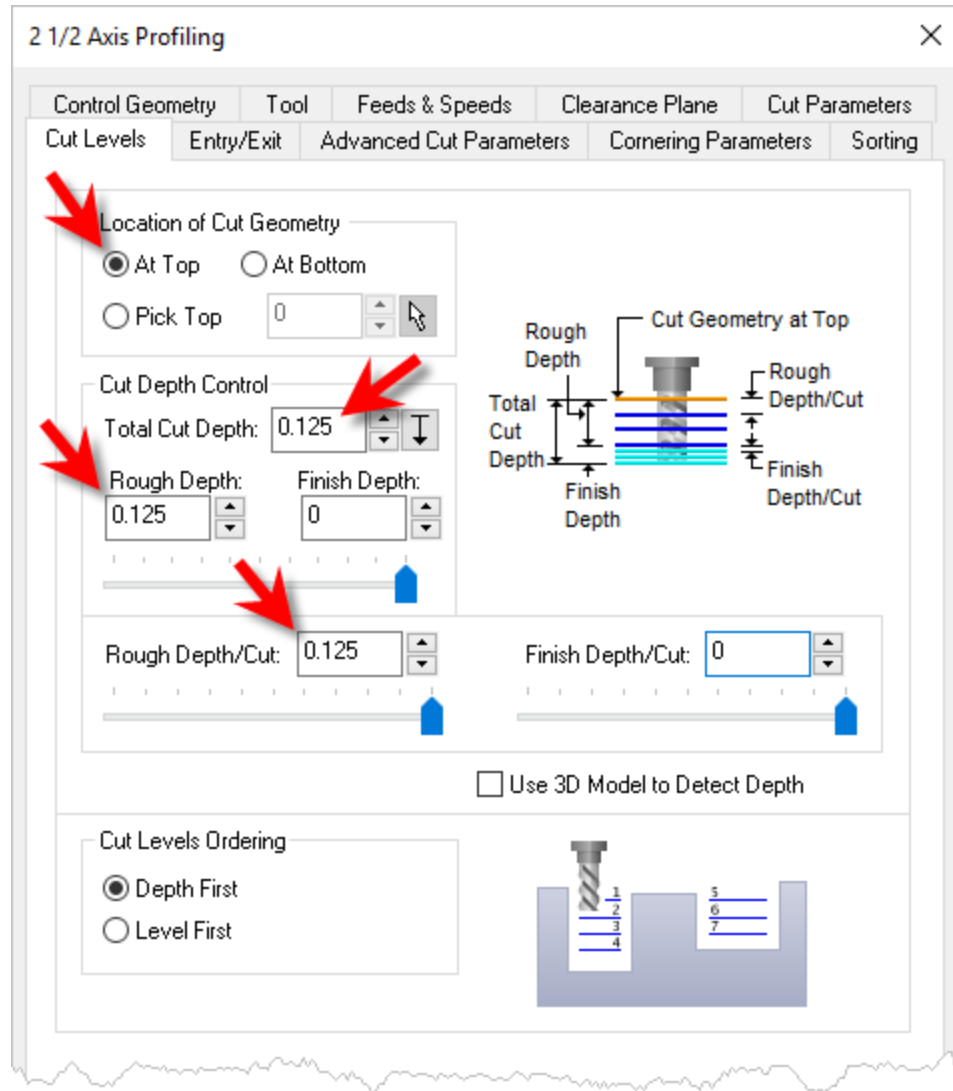 2 1/2 Axis Profiling
Control Geometry Tool Feeds & Speeds Clearance Plane Cut Parameters
Cut Levels Entry/Exit Advanced Cut Parameters Cornering Parameters Sorting
Location of Cut Geometry
At Top At Bottom
Pick Top 0
Cut Depth Control
Total Cut Depth: 0.125
Rough Depth: Finish Depth:
0.125 0
Cut Geometry at Top
Rough
Depth
Rough
Depth/Cut
Total
Cut
Depth
Finish
Depth
Finish
Depth/Cut
Rough Depth/Cut: 0.125 Finish Depth/Cut: 0
Use 3D Model to Detect Depth
Cut Levels Ordering
Depth First
Level First
1
2
3
4
5
6
7